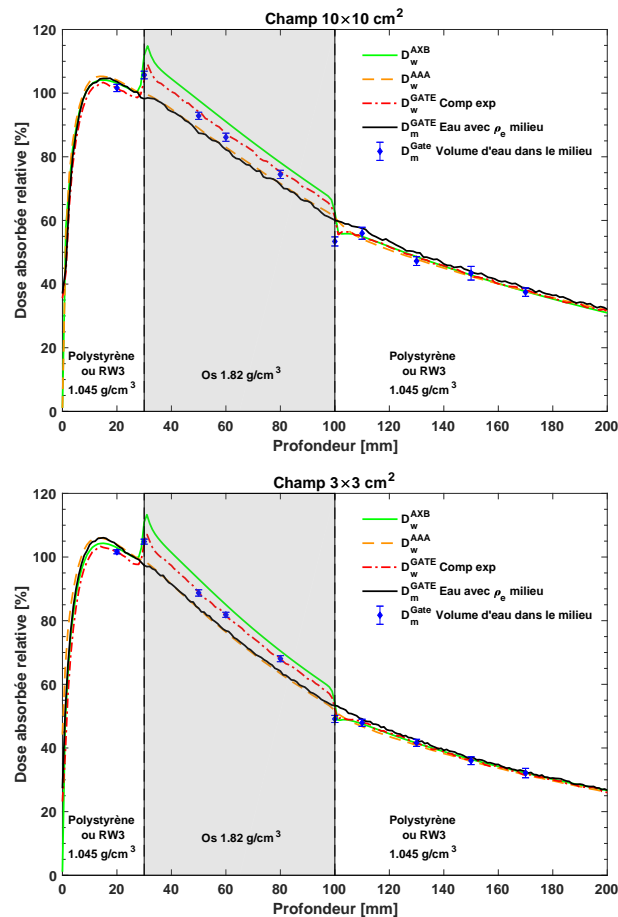 Champ 10×10 cm²
Dose absorbée relative [%]
120
100
80
60
40
20
0
D_w^AXB
D_w^AAA
D_w^GATE Comp exp
D_m^GATE Eau avec ρ_e milieu
D_m^Gate Volume d'eau dans le milieu
Polystyrène
ou RW3
1.045 g/cm³
Os 1.82 g/cm³
Polystyrène
ou RW3
1.045 g/cm³
0 20 40 60 80 100 120 140 160 180 200
Profondeur [mm]
Champ 3×3 cm²
Dose absorbée relative [%]
120
100
80
60
40
20
0
D_w^AXB
D_w^AAA
D_w^GATE Comp exp
D_m^GATE Eau avec ρ_e milieu
D_m^Gate Volume d'eau dans le milieu
Polystyrène
ou RW3
1.045 g/cm³
Os 1.82 g/cm³
Polystyrène
ou RW3
1.045 g/cm³
0 20 40 60 80 100 120 140 160 180 200
Profondeur [mm]